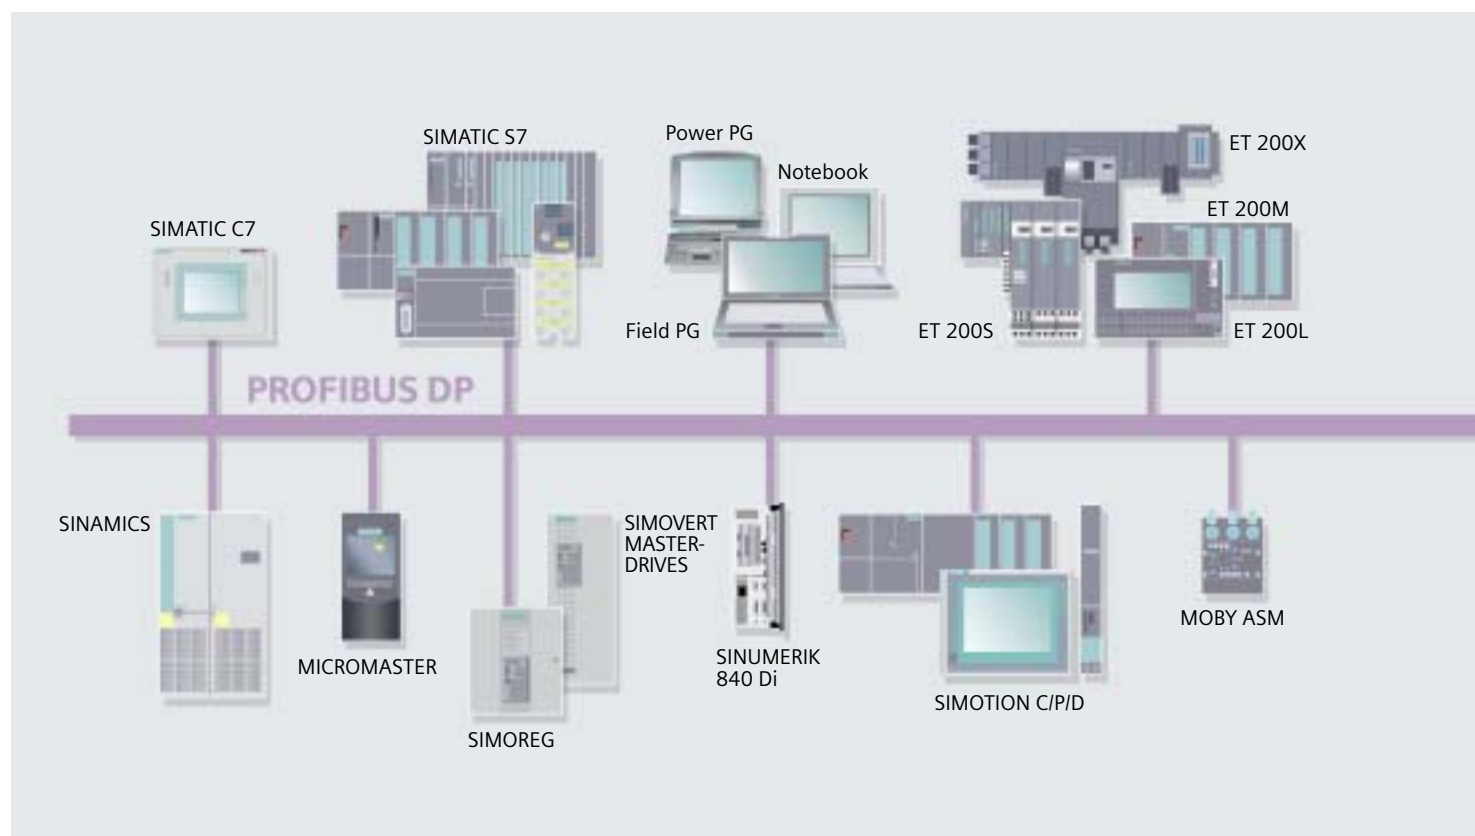 SIMATIC S7
Power PG
Notebook
ET 200X
SIMATIC C7
ET 200M
Field PG
ET 200S
ET 200L
PROFIBUS DP
SINAMICS
SIMOVERT
MASTER-
DRIVES
MICROMASTER
SIMOREG
SINUMERIK
840 Di
SIMOTION C/P/D
MOBY ASM